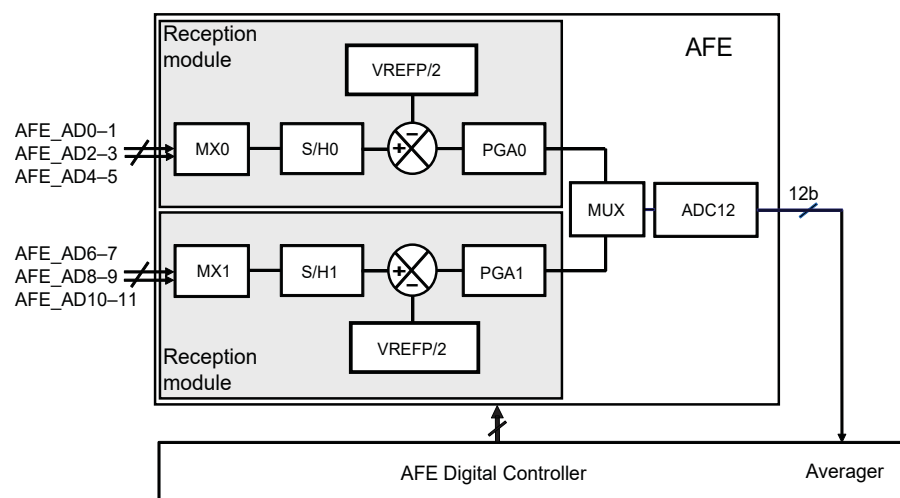 Reception
module
AFE
VREFP/2
AFE_AD0–1
AFE_AD2–3
AFE_AD4–5
MX0
S/H0
−
+
PGA0
MUX
ADC12
12b
AFE_AD6–7
AFE_AD8–9
AFE_AD10–11
MX1
S/H1
+
−
PGA1
VREFP/2
Reception
module
AFE Digital Controller
Averager